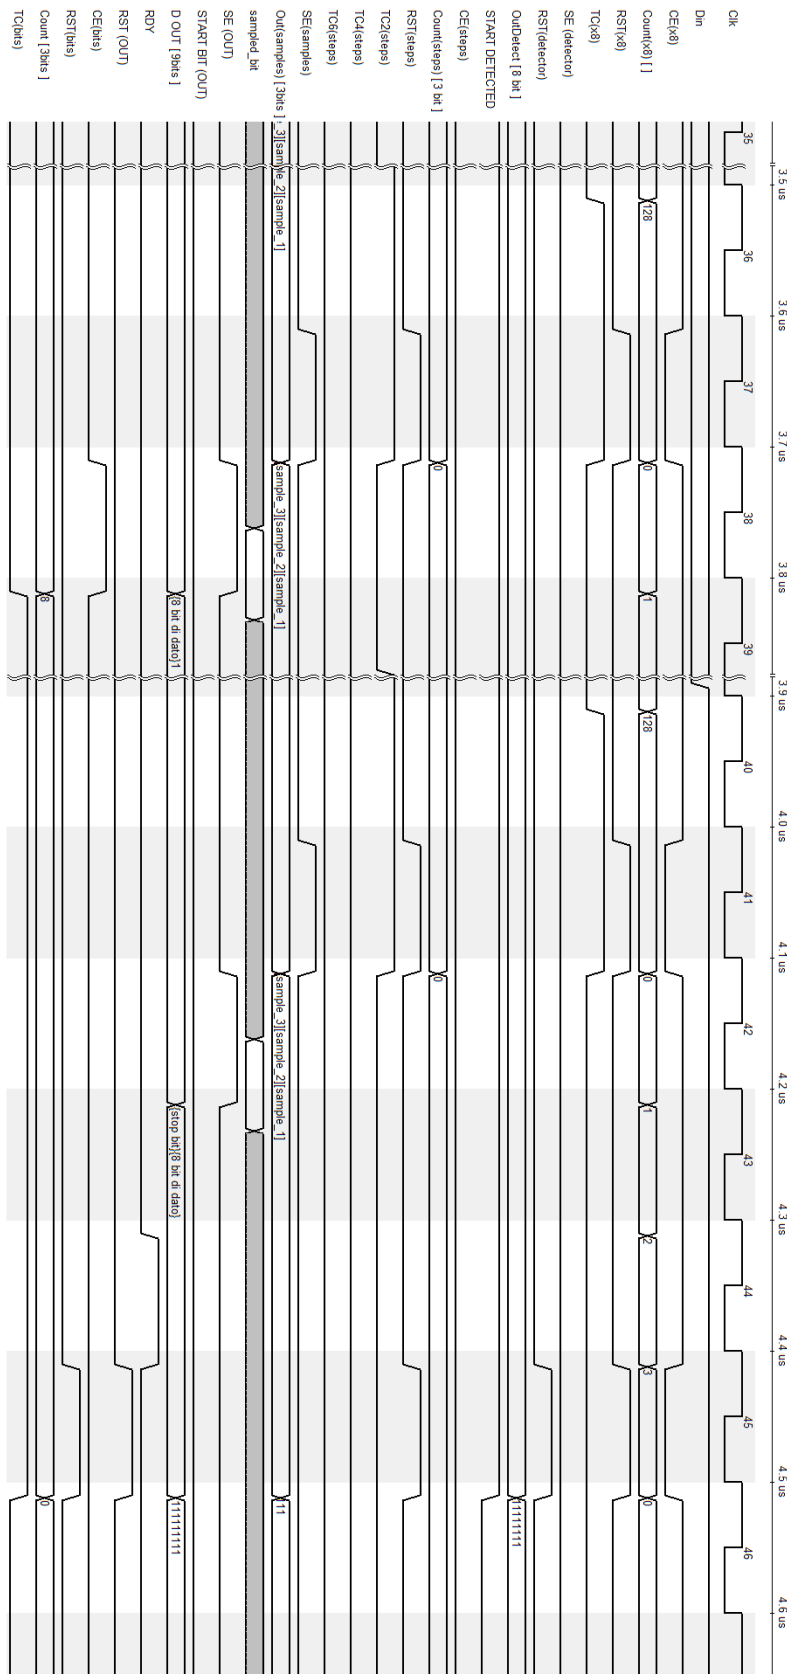 3.5 us 3.6 us 3.7 us 3.8 us 3.9 us 4.0 us 4.1 us 4.2 us 4.3 us 4.4 us 4.5 us 4.6 us
Clk 35 36 37 38 39 40 41 42 43 44 45 46
Din
CE(x8)
Count(x8) [ ] 128 0 1 128 0 1 2 3 0
RST(x8)
TC(x8)
SE (detector)
RST(detector)
OutDetect [ 8 bit ] 11111111
START DETECTED
CE(steps)
Count(steps) [ 3 bit ] 0 0
RST(steps)
TC2(steps)
TC4(steps)
TC6(steps)
SE(samples)
Out(samples) [ 3bits ] _3][sample_2][sample_1] [sample_3][sample_2][sample_1] [sample_3][sample_2][sample_1] 111
sampled_bit
SE (OUT)
START BIT (OUT)
D OUT [ 9bits ] {8 bit di dato}1 {stop bit}{8 bit di dato} 111111111
RDY
RST (OUT)
CE(bits)
RST(bits)
Count [ 3bits ] 8 0
TC(bits)